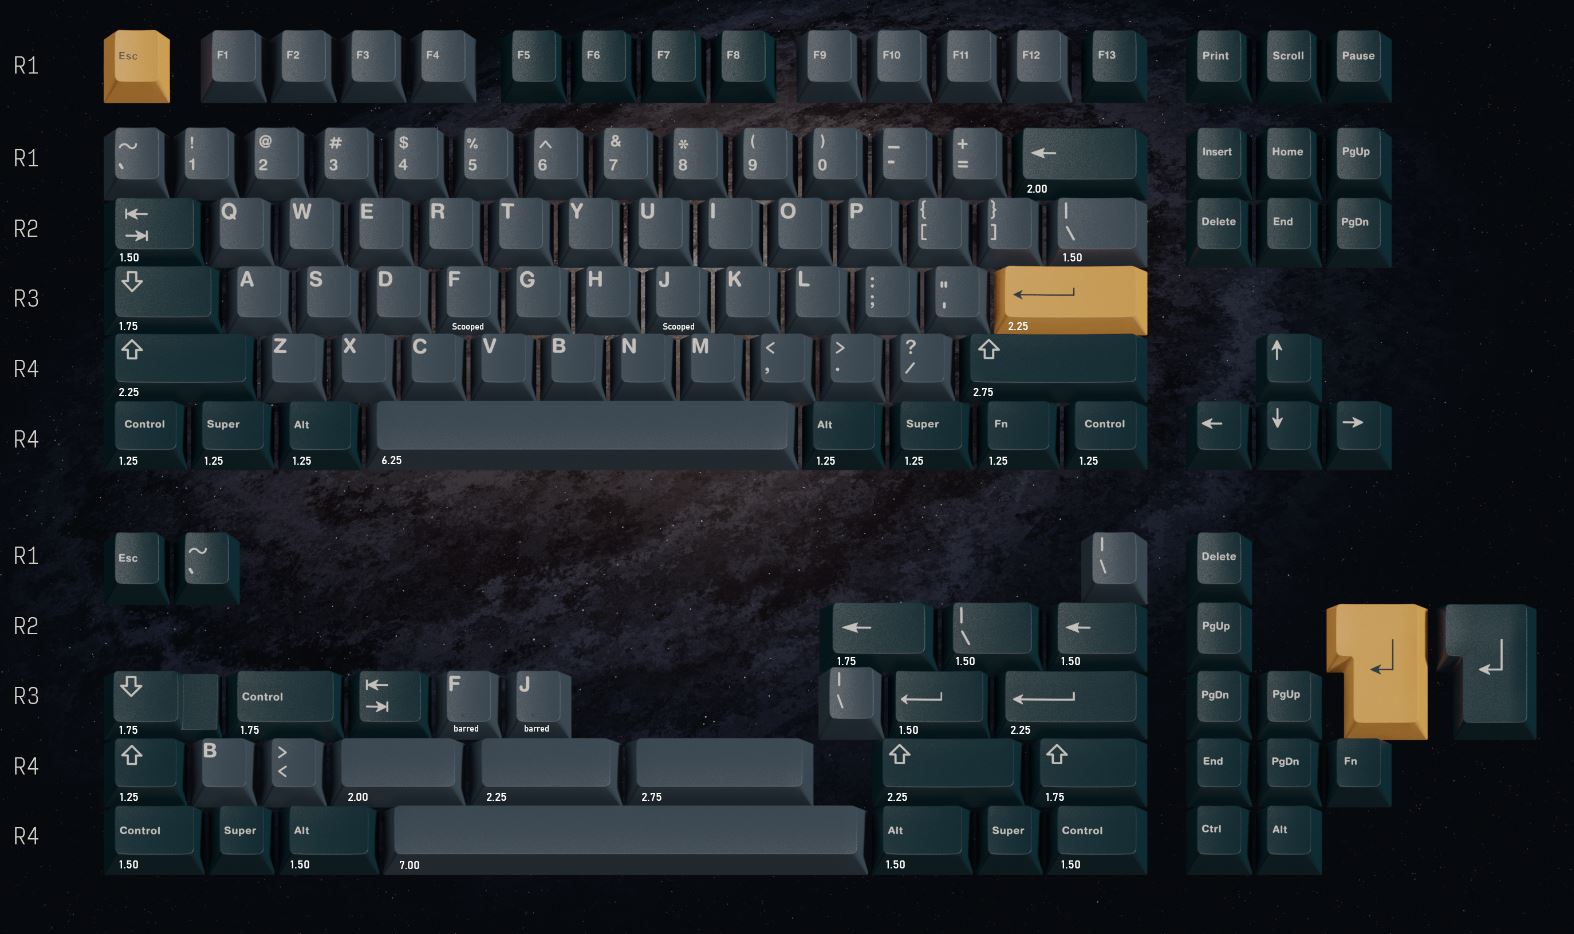 R1 Esc F1 F2 F3 F4 F5 F6 F7 F8 F9 F10 F11 F12 F13 Print Scroll Pause
~ ! @ # $ % ^ & * ( ) — +
R1 ` 1 2 3 4 5 6 7 8 9 0 - = ← Insert Home PgUp
2.00
R2 ⇤ Q W E R T Y U I O P { } | Delete End PgDn
⇥ [ ] \
1.50 1.50
R3 ⇩ A S D F G H J K L : " ↵
; '
1.75 Scooped Scooped 2.25
R4 ⇧ Z X C V B N M < > ? ⇧ ↑
, . /
2.25 2.75
R4 Control Super Alt Alt Super Fn Control ← ↓ →
1.25 1.25 1.25 6.25 1.25 1.25 1.25 1.25
R1 Esc ~ | Delete
` \
R2 ← | ← PgUp
\
1.75 1.50 1.50
R3 ⇩ Control ⇤ F J | ↵ ↵ PgDn PgUp ↵ ↵
⇥ \
1.75 1.75 barred barred 1.50 2.25
R4 ⇧ B > ⇧ ⇧ End PgDn Fn
<
1.25 2.00 2.25 2.75 2.25 1.75
R4 Control Super Alt Alt Super Control Ctrl Alt
1.50 1.50 7.00 1.50 1.50